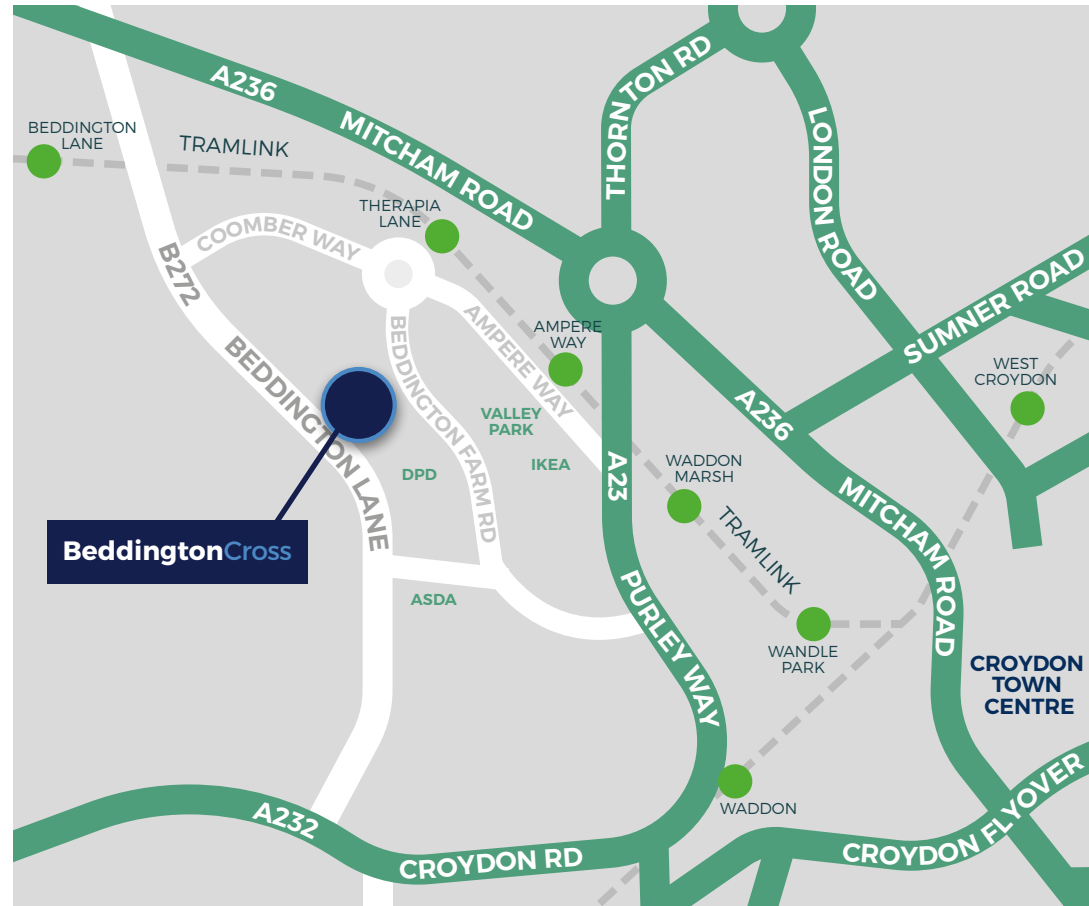 A236
MITCHAM ROAD
THORNTON RD
LONDON ROAD
BEDDINGTON
LANE
TRAMLINK
THERAPIA
LANE
COOMBER WAY
B272
SUMNER ROAD
AMPERE
WAY
AMPERE WAY
BEDDINGTON FARM RD
BEDDINGTON LANE
WEST
CROYDON
A236
VALLEY
PARK
IKEA
DPD
A23
WADDON
MARSH
MITCHAM ROAD
TRAMLINK
BeddingtonCross
ASDA
PURLEY WAY
WANDLE
PARK
CROYDON
TOWN
CENTRE
WADDON
A232
CROYDON RD
CROYDON FLYOVER